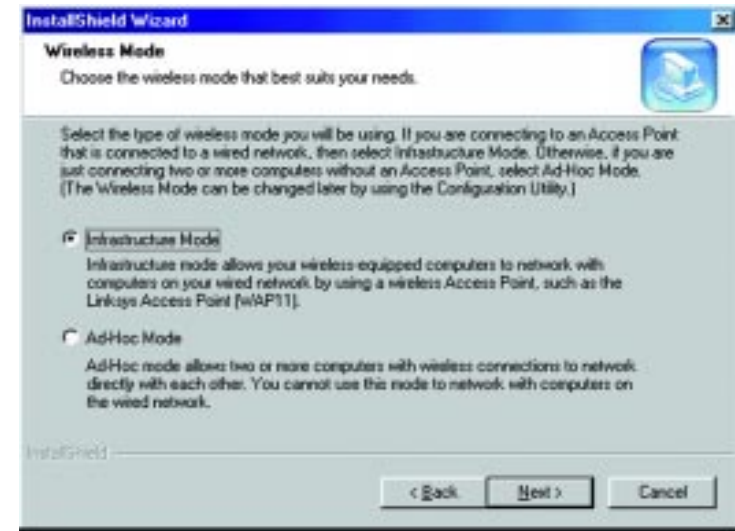 InstallShield Wizard
Wireless Mode
Choose the wireless mode that best suits your needs.
Select the type of wireless mode you will be using. If you are connecting to an Access Point
that is connected to a wired network, then select Infrastructure Mode. Otherwise, if you are
just connecting two or more computers without an Access Point, select Ad-Hoc Mode.
(The Wireless Mode can be changed later by using the Configuration Utility.)
Infrastructure Mode
Infrastructure mode allows your wireless-equipped computers to network with
computers on your wired network by using a wireless Access Point, such as the
Linksys Access Point (WAP11).
Ad-Hoc Mode
Ad-Hoc mode allows two or more computers with wireless connections to network
directly with each other. You cannot use this mode to network with computers on
the wired network.
InstallShield
< Back
Next >
Cancel